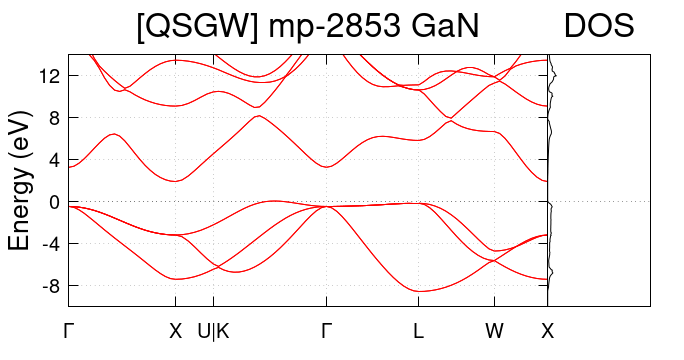 [QSGW] mp-2853 GaN DOS
Energy (eV)
12
8
4
0
-4
-8
Γ X U|K Γ L W X